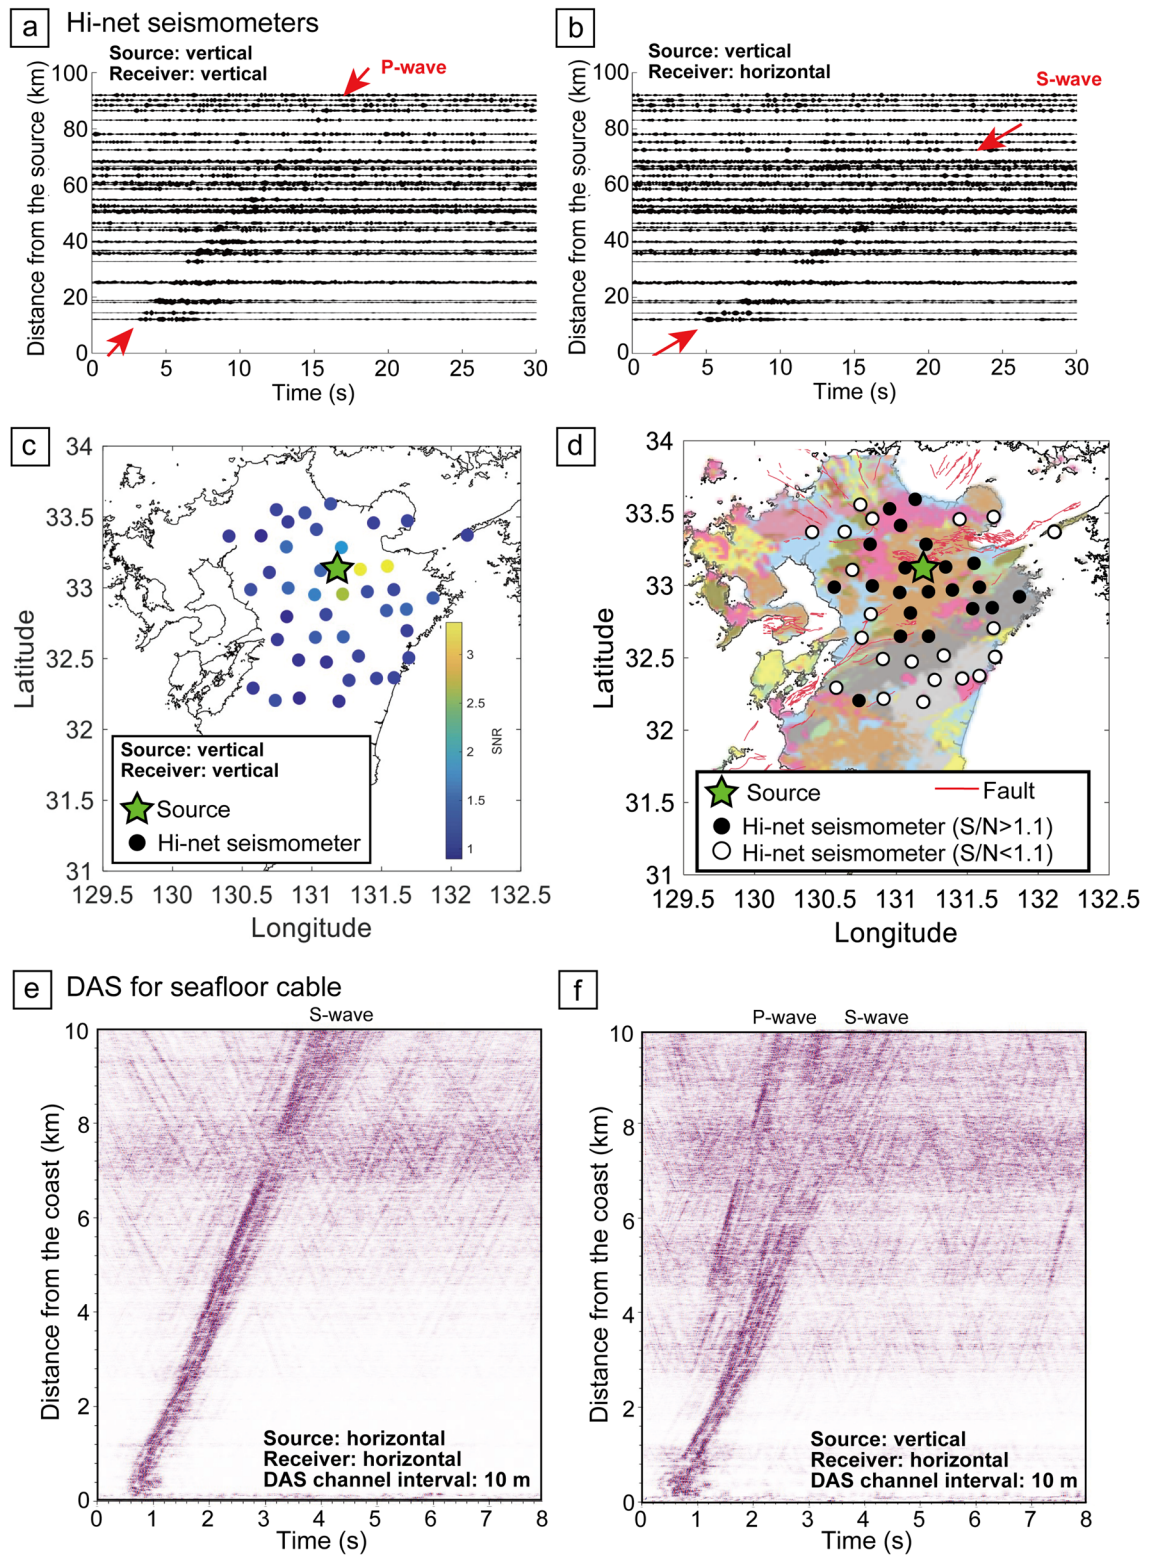 a Hi-net seismometers
Source: vertical
Receiver: vertical
P-wave
Distance from the source (km)
100
80
60
40
20
0
0 5 10 15 20 25 30
Time (s)
b
Source: vertical
Receiver: horizontal
S-wave
Distance from the source (km)
100
80
60
40
20
0
0 5 10 15 20 25 30
Time (s)
c
Latitude
34
33.5
33
32.5
32
31.5
31
129.5 130 130.5 131 131.5 132 132.5
Longitude
SNR
3
2.5
2
1.5
1
Source: vertical
Receiver: vertical
Source
Hi-net seismometer
d
Latitude
34
33.5
33
32.5
32
31.5
31
129.5 130 130.5 131 131.5 132 132.5
Longitude
Source Fault
Hi-net seismometer (S/N>1.1)
Hi-net seismometer (S/N<1.1)
e DAS for seafloor cable
S-wave
Distance from the coast (km)
10
8
6
4
2
0
Source: horizontal
Receiver: horizontal
DAS channel interval: 10 m
0 1 2 3 4 5 6 7 8
Time (s)
f
P-wave S-wave
Distance from the coast (km)
10
8
6
4
2
0
Source: vertical
Receiver: horizontal
DAS channel interval: 10 m
0 1 2 3 4 5 6 7 8
Time (s)